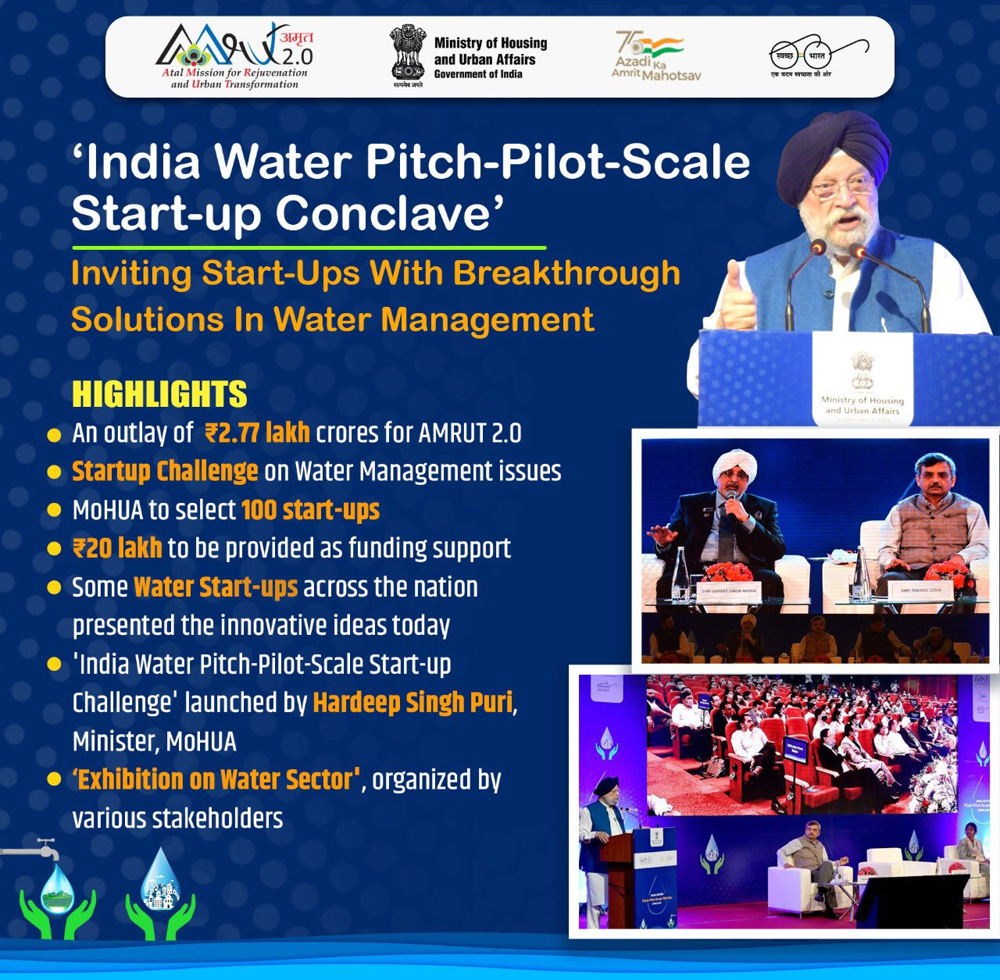 अमृत
AMRUT 2.0
Atal Mission for Rejuvenation
and Urban Transformation
सत्यमेव जयते
Ministry of Housing
and Urban Affairs
Government of India
75
Azadi Ka
Amrit Mahotsav
स्वच्छ भारत
एक कदम स्वच्छता की ओर
‘India Water Pitch-Pilot-Scale
Start-up Conclave’
Inviting Start-Ups With Breakthrough
Solutions In Water Management
HIGHLIGHTS
An outlay of ₹2.77 lakh crores for AMRUT 2.0
Startup Challenge on Water Management issues
MoHUA to select 100 start-ups
₹20 lakh to be provided as funding support
Some Water Start-ups across the nation
presented the innovative ideas today
'India Water Pitch-Pilot-Scale Start-up
Challenge' launched by Hardeep Singh Puri,
Minister, MoHUA
‘Exhibition on Water Sector', organized by
various stakeholders
Ministry of Housing
and Urban Affairs
Government of India
SHRI GURMIT SINGH ARORA
SHRI MANOJ JOSHI
INDIA WATER
Pitch-Pilot-Scale Startup
CONCLAVE